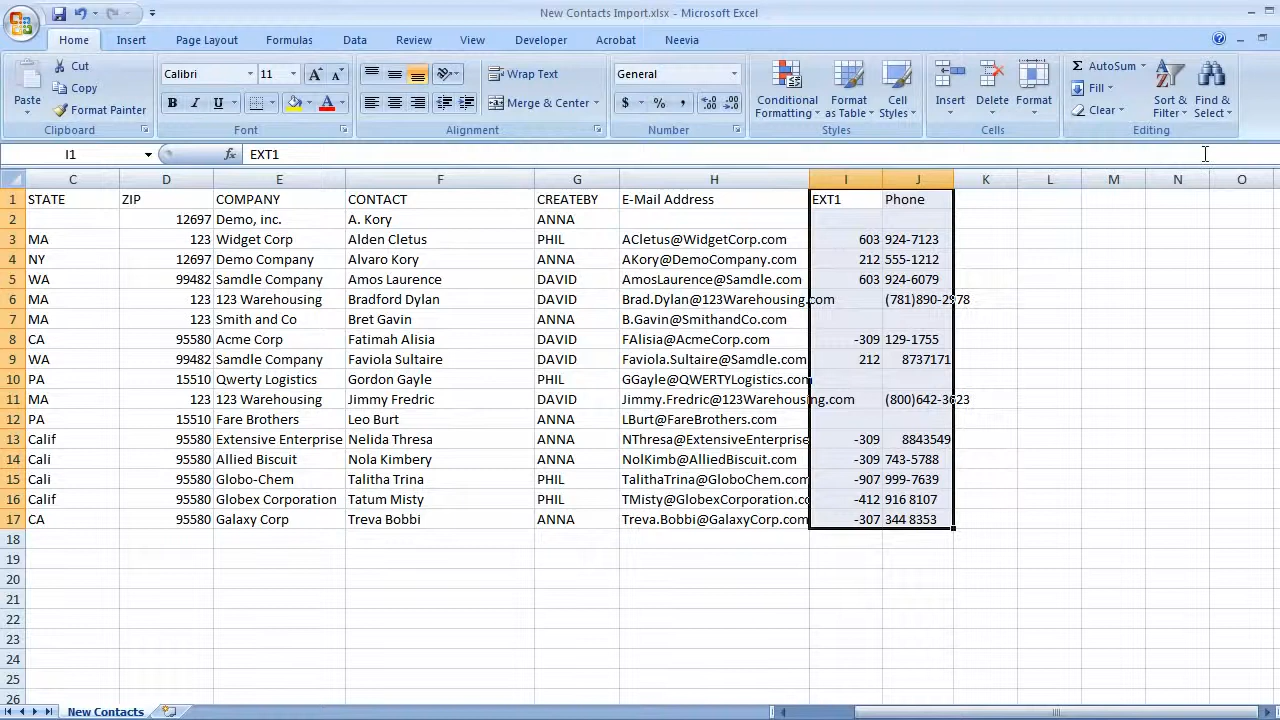 New Contacts Import.xlsx - Microsoft Excel
Home Insert Page Layout Formulas Data Review View Developer Acrobat Neevia
Paste Cut Copy Format Painter Clipboard
Calibri 11 A A B I U A Font
Wrap Text Merge & Center Alignment
General $ % , .0 .00 .00 .0 Number
Conditional Formatting Format as Table Cell Styles Styles
Insert Delete Format Cells
Σ AutoSum Fill Clear Sort & Filter Find & Select Editing
I1 fx EXT1
C D E F G H I J K L M N O
1 STATE ZIP COMPANY CONTACT CREATEBY E-Mail Address EXT1 Phone
2 12697 Demo, inc. A. Kory ANNA
3 MA 123 Widget Corp Alden Cletus PHIL ACletus@WidgetCorp.com 603 924-7123
4 NY 12697 Demo Company Alvaro Kory ANNA AKory@DemoCompany.com 212 555-1212
5 WA 99482 Samdle Company Amos Laurence DAVID AmosLaurence@Samdle.com 603 924-6079
6 MA 123 123 Warehousing Bradford Dylan DAVID Brad.Dylan@123Warehousing.com (781)890-2978
7 MA 123 Smith and Co Bret Gavin ANNA B.Gavin@SmithandCo.com
8 CA 95580 Acme Corp Fatimah Alisia DAVID FAlisia@AcmeCorp.com -309 129-1755
9 WA 99482 Samdle Company Faviola Sultaire DAVID Faviola.Sultaire@Samdle.com 212 8737171
10 PA 15510 Qwerty Logistics Gordon Gayle PHIL GGayle@QWERTYLogistics.com
11 MA 123 123 Warehousing Jimmy Fredric DAVID Jimmy.Fredric@123Warehousing.com (800)642-3623
12 PA 15510 Fare Brothers Leo Burt ANNA LBurt@FareBrothers.com
13 Calif 95580 Extensive Enterprise Nelida Thresa ANNA NThresa@ExtensiveEnterprise -309 8843549
14 Cali 95580 Allied Biscuit Nola Kimbery ANNA NolKimb@AlliedBiscuit.com -309 743-5788
15 Cali 95580 Globo-Chem Talitha Trina PHIL TalithaTrina@GloboChem.com -907 999-7639
16 Calif 95580 Globex Corporation Tatum Misty PHIL TMisty@GlobexCorporation.co -412 916 8107
17 CA 95580 Galaxy Corp Treva Bobbi ANNA Treva.Bobbi@GalaxyCorp.com -307 344 8353
18
19
20
21
22
23
24
25
26
New Contacts